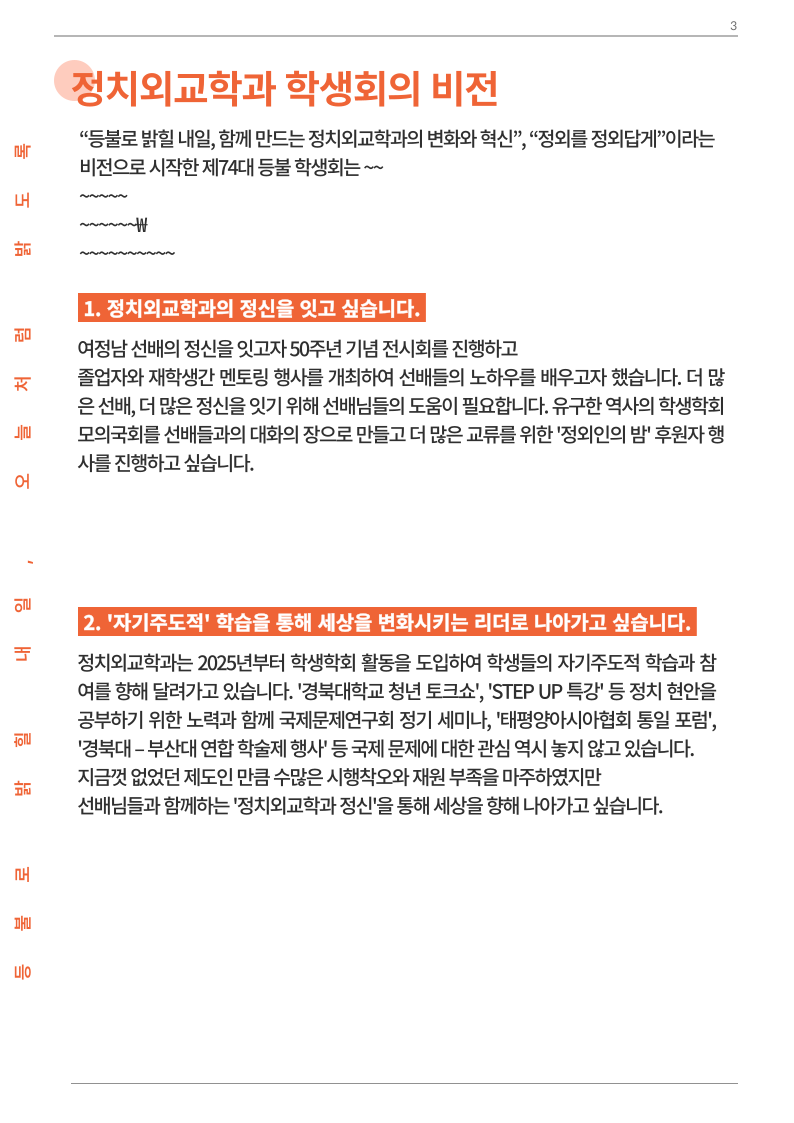 3
정치외교학과 학생회의 비전
“등불로 밝힐 내일, 함께 만드는 정치외교학과의 변화와 혁신”, “정외를 정외답게”이라는
비전으로 시작한 제74대 등불 학생회는 ~~
~~~~~
~~~~~~₩
~~~~~~~~~~
1. 정치외교학과의 정신을 잇고 싶습니다.
여정남 선배의 정신을 잇고자 50주년 기념 전시회를 진행하고
졸업자와 재학생간 멘토링 행사를 개최하여 선배들의 노하우를 배우고자 했습니다. 더 많
은 선배, 더 많은 정신을 잇기 위해 선배님들의 도움이 필요합니다. 유구한 역사의 학생학회
모의국회를 선배들과의 대화의 장으로 만들고 더 많은 교류를 위한 '정외인의 밤' 후원자 행
사를 진행하고 싶습니다.
2. '자기주도적' 학습을 통해 세상을 변화시키는 리더로 나아가고 싶습니다.
정치외교학과는 2025년부터 학생학회 활동을 도입하여 학생들의 자기주도적 학습과 참
여를 향해 달려가고 있습니다. '경북대학교 청년 토크쇼', 'STEP UP 특강' 등 정치 현안을
공부하기 위한 노력과 함께 국제문제연구회 정기 세미나, '태평양아시아협회 통일 포럼',
'경북대 – 부산대 연합 학술제 행사' 등 국제 문제에 대한 관심 역시 놓지 않고 있습니다.
지금껏 없었던 제도인 만큼 수많은 시행착오와 재원 부족을 마주하였지만
선배님들과 함께하는 '정치외교학과 정신'을 통해 세상을 향해 나아가고 싶습니다.
등불로 밝힐 내일, 오늘처럼 밝도록